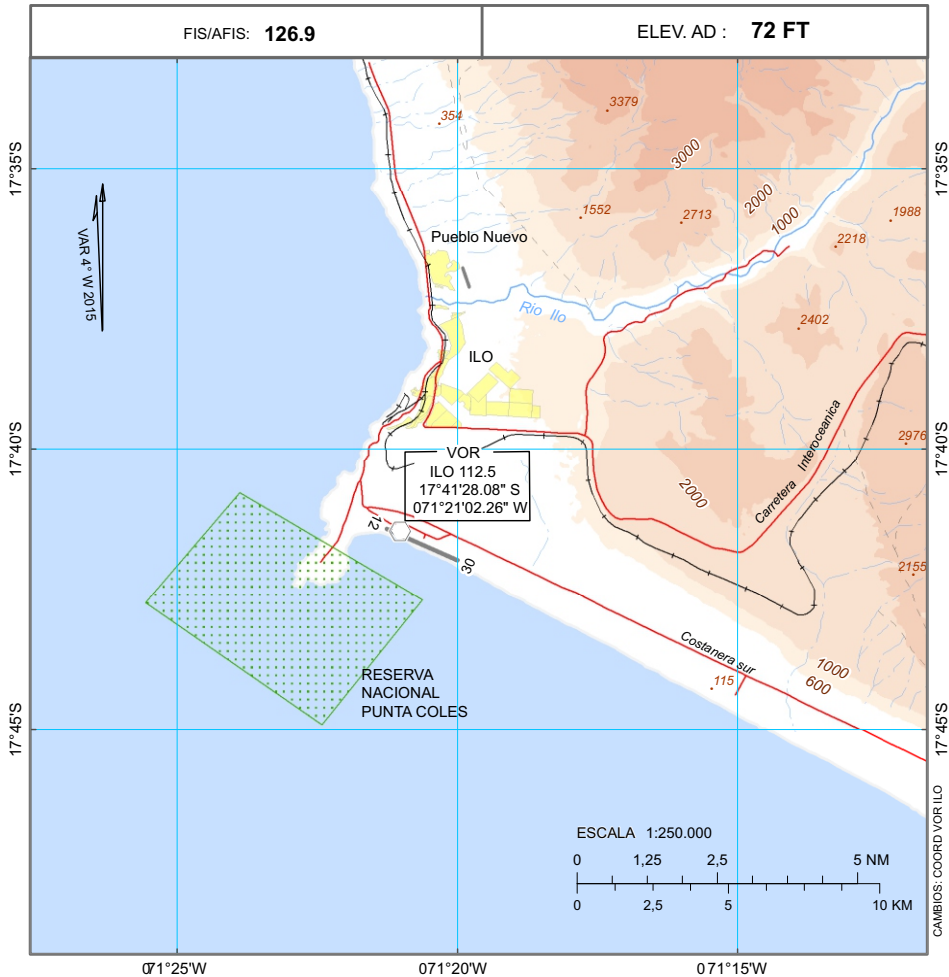 FIS/AFIS: 126.9
ELEV. AD : 72 FT
3379
354
3000
17°35'S
17°35'S
2000
1552
2713
1000
1988
2218
VAR 4° W 2015
Pueblo Nuevo
Rio Ilo
2402
ILO
Carretera Interoceanica
2976
17°40'S
17°40'S
VOR
ILO 112.5
17°41'28.08" S
071°21'02.26" W
2000
12
30
2155
Costanera sur
1000
600
115
RESERVA
NACIONAL
PUNTA COLES
17°45'S
17°45'S
ESCALA 1:250.000
0 1,25 2,5 5 NM
0 2,5 5 10 KM
CAMBIOS: COORD VOR ILO
071°25'W
071°20'W
071°15'W